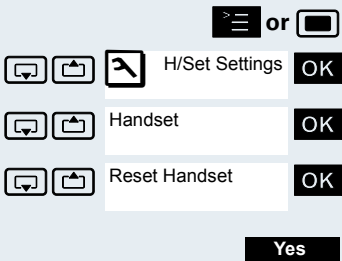 or
H/Set Settings OK
Handset OK
Reset Handset OK
Yes